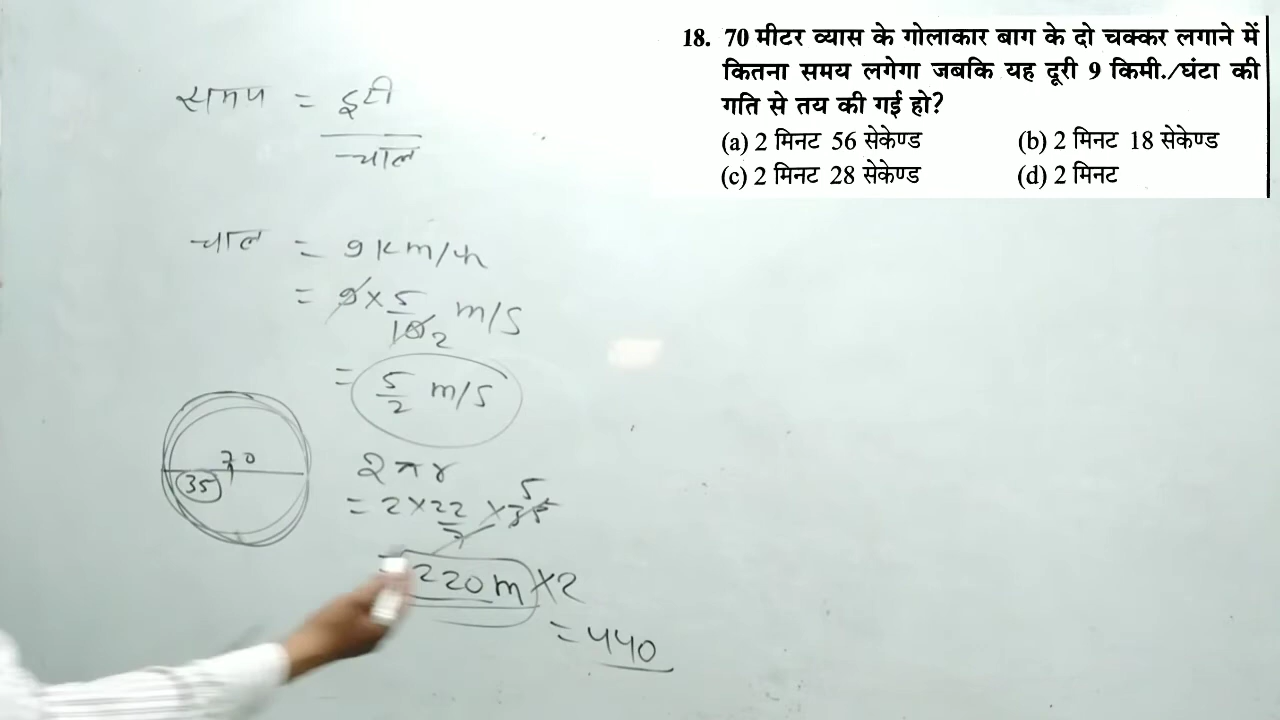 18. 70 मीटर व्यास के गोलाकार बाग के दो चक्कर लगाने में
कितना समय लगेगा जबकि यह दूरी 9 किमी./घंटा की
गति से तय की गई हो?
(a) 2 मिनट 56 सेकेण्ड (b) 2 मिनट 18 सेकेण्ड
(c) 2 मिनट 28 सेकेण्ड (d) 2 मिनट
समय = दूरी
चाल
चाल = 9 km/h
= 9 × 5/18 2 m/s
= 5/2 m/s
70
35
2πr
= 2 × 22/7 × 35 5
= 220 m × 2
= 440